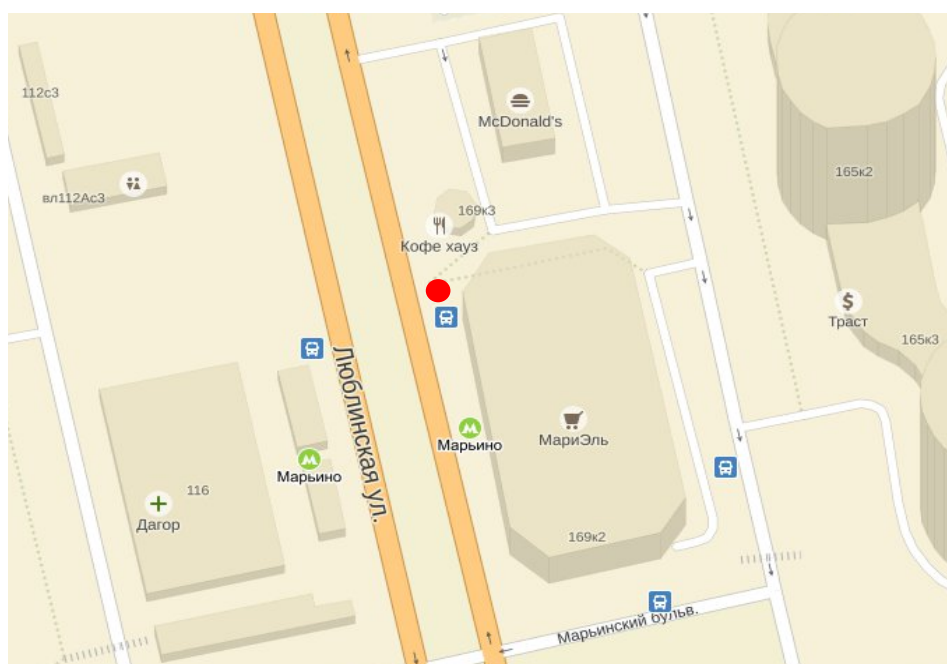 112с3
McDonald's
вл112Ас3
165к2
169к3
Кофе хауз
$
Траст
165к3
Люблинская ул.
М
Марьино
МариЭль
М
Марьино
116
Дагор
169к2
Марьинский бульв.